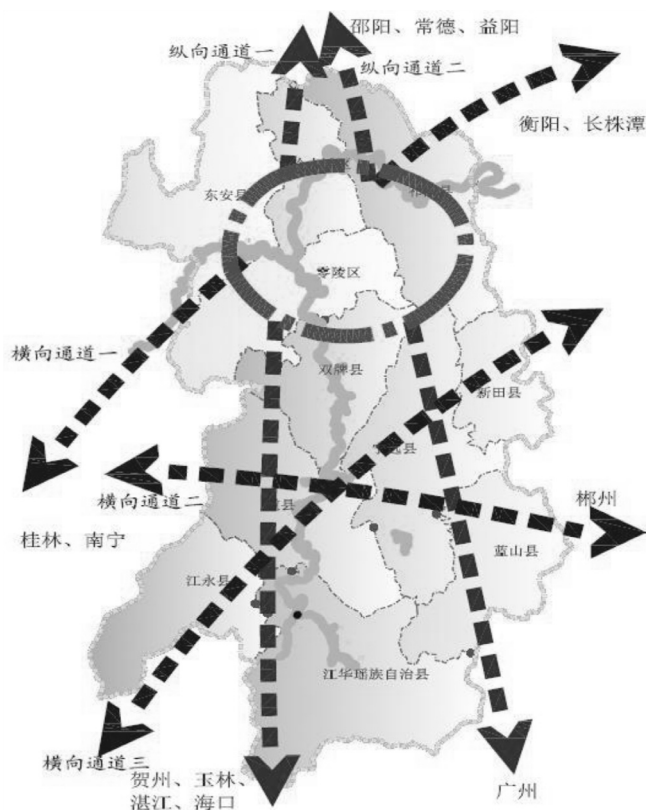 邵阳、常德、益阳
纵向通道一
纵向通道二
衡阳、长株潭
东安县
零陵区
横向通道一
双牌县
新田县
横向通道二
郴州
桂林、南宁
蓝山县
江永县
江华瑶族自治县
横向通道三
贺州、玉林、
湛江、海口
广州